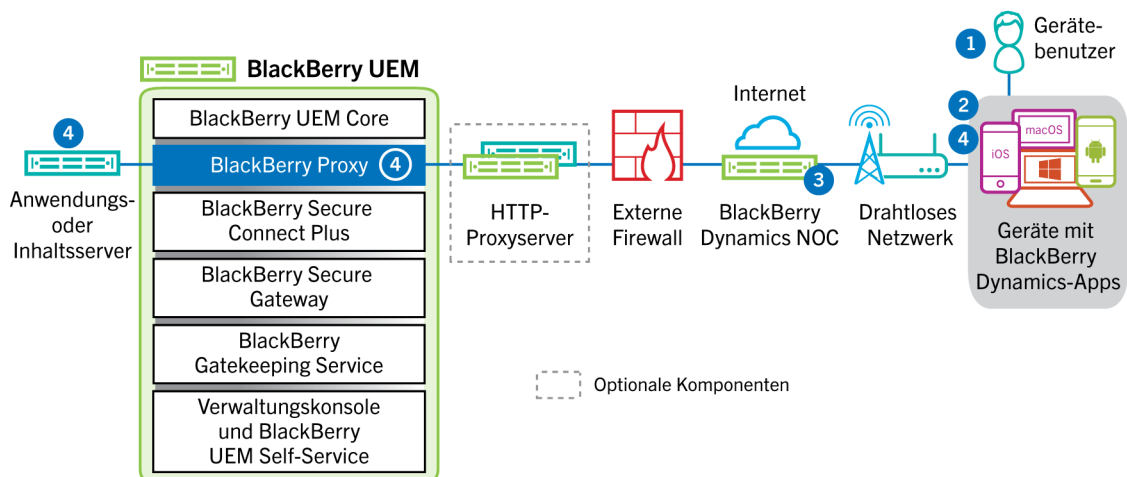 BlackBerry UEM
4
Anwendungs-
oder
Inhaltsserver
BlackBerry UEM Core
BlackBerry Proxy 4
BlackBerry Secure
Connect Plus
BlackBerry Secure
Gateway
BlackBerry
Gatekeeping Service
Verwaltungskonsole
und BlackBerry
UEM Self-Service
HTTP-
Proxyserver
Externe
Firewall
Internet
3
BlackBerry
Dynamics NOC
Drahtloses
Netzwerk
1
Geräte-
benutzer
2
4
macOS
iOS
Geräte mit
BlackBerry
Dynamics-Apps
Optionale Komponenten